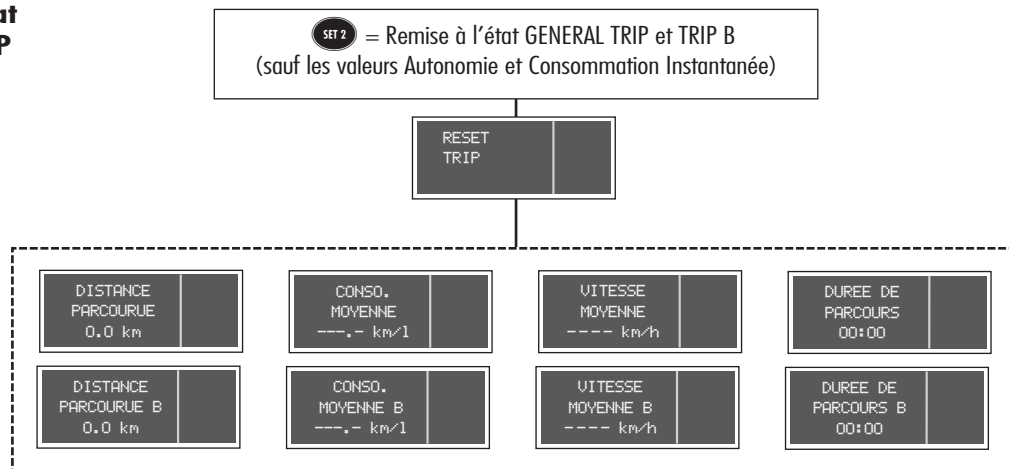 at
P
SET 2 = Remise à l’état GENERAL TRIP et TRIP B
(sauf les valeurs Autonomie et Consommation Instantanée)
RESET
TRIP
DISTANCE
PARCOURUE
0.0 km
CONSO.
MOYENNE
---.- km/l
VITESSE
MOYENNE
---- km/h
DUREE DE
PARCOURS
00:00
DISTANCE
PARCOURUE B
0.0 km
CONSO.
MOYENNE B
---.- km/l
VITESSE
MOYENNE B
---- km/h
DUREE DE
PARCOURS B
00:00